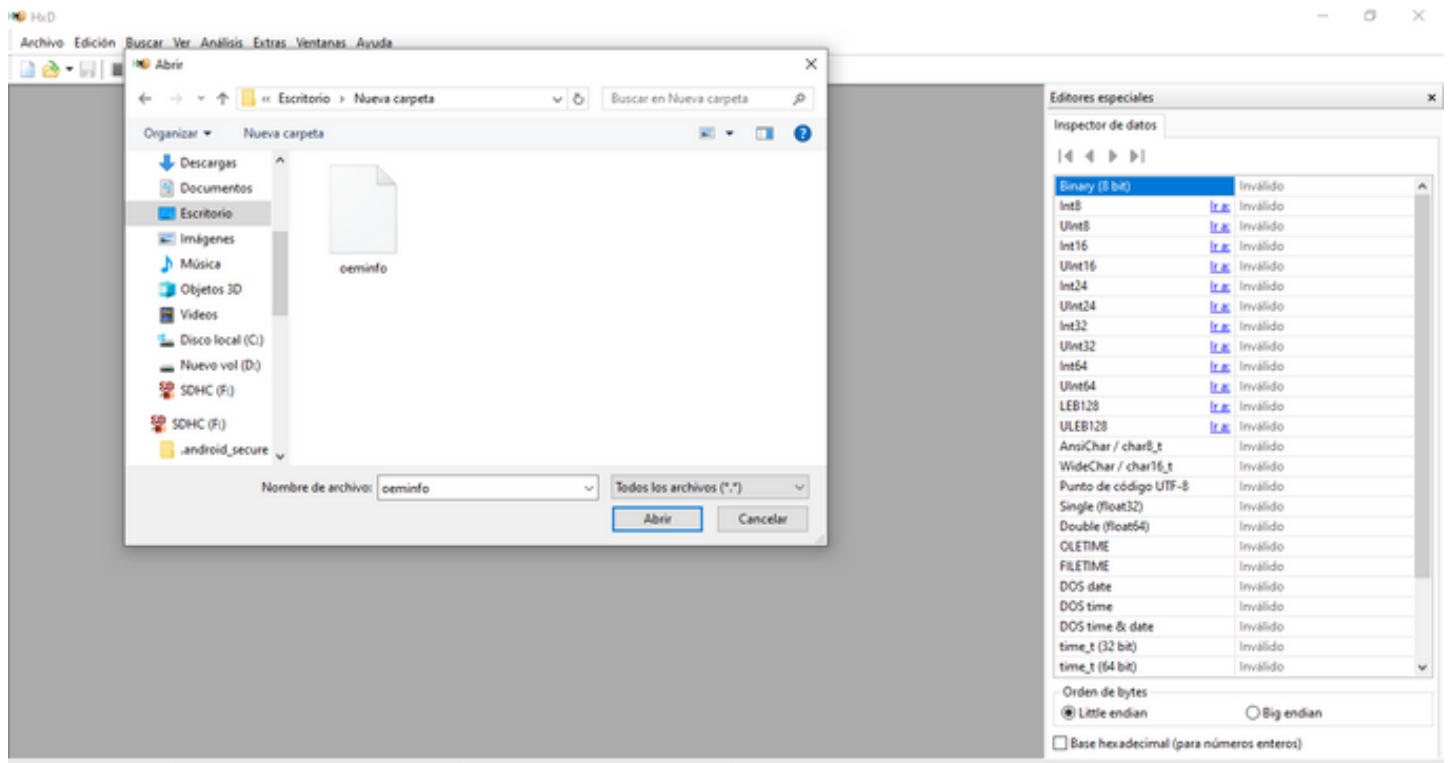 HxD
Archivo Edición Buscar Ver Análisis Extras Ventanas Ayuda
Abrir
« Escritorio › Nueva carpeta
Buscar en Nueva carpeta
Organizar
Nueva carpeta
Descargas
Documentos
Escritorio
Imágenes
Música
Objetos 3D
Videos
Disco local (C:)
Nuevo vol (D:)
SDHC (F:)
SDHC (F:)
.android_secure
oeminfo
Nombre de archivo: oeminfo
Todos los archivos (*.*)
Abrir Cancelar
Editores especiales
Inspector de datos
Binary (8 bit) Inválido
Int8 Ir a: Inválido
UInt8 Ir a: Inválido
Int16 Ir a: Inválido
UInt16 Ir a: Inválido
Int24 Ir a: Inválido
UInt24 Ir a: Inválido
Int32 Ir a: Inválido
UInt32 Ir a: Inválido
Int64 Ir a: Inválido
UInt64 Ir a: Inválido
LEB128 Ir a: Inválido
ULEB128 Ir a: Inválido
AnsiChar / char8_t Inválido
WideChar / char16_t Inválido
Punto de código UTF-8 Inválido
Single (float32) Inválido
Double (float64) Inválido
OLETIME Inválido
FILETIME Inválido
DOS date Inválido
DOS time Inválido
DOS time & date Inválido
time_t (32 bit) Inválido
time_t (64 bit) Inválido
Orden de bytes
Little endian Big endian
Base hexadecimal (para números enteros)